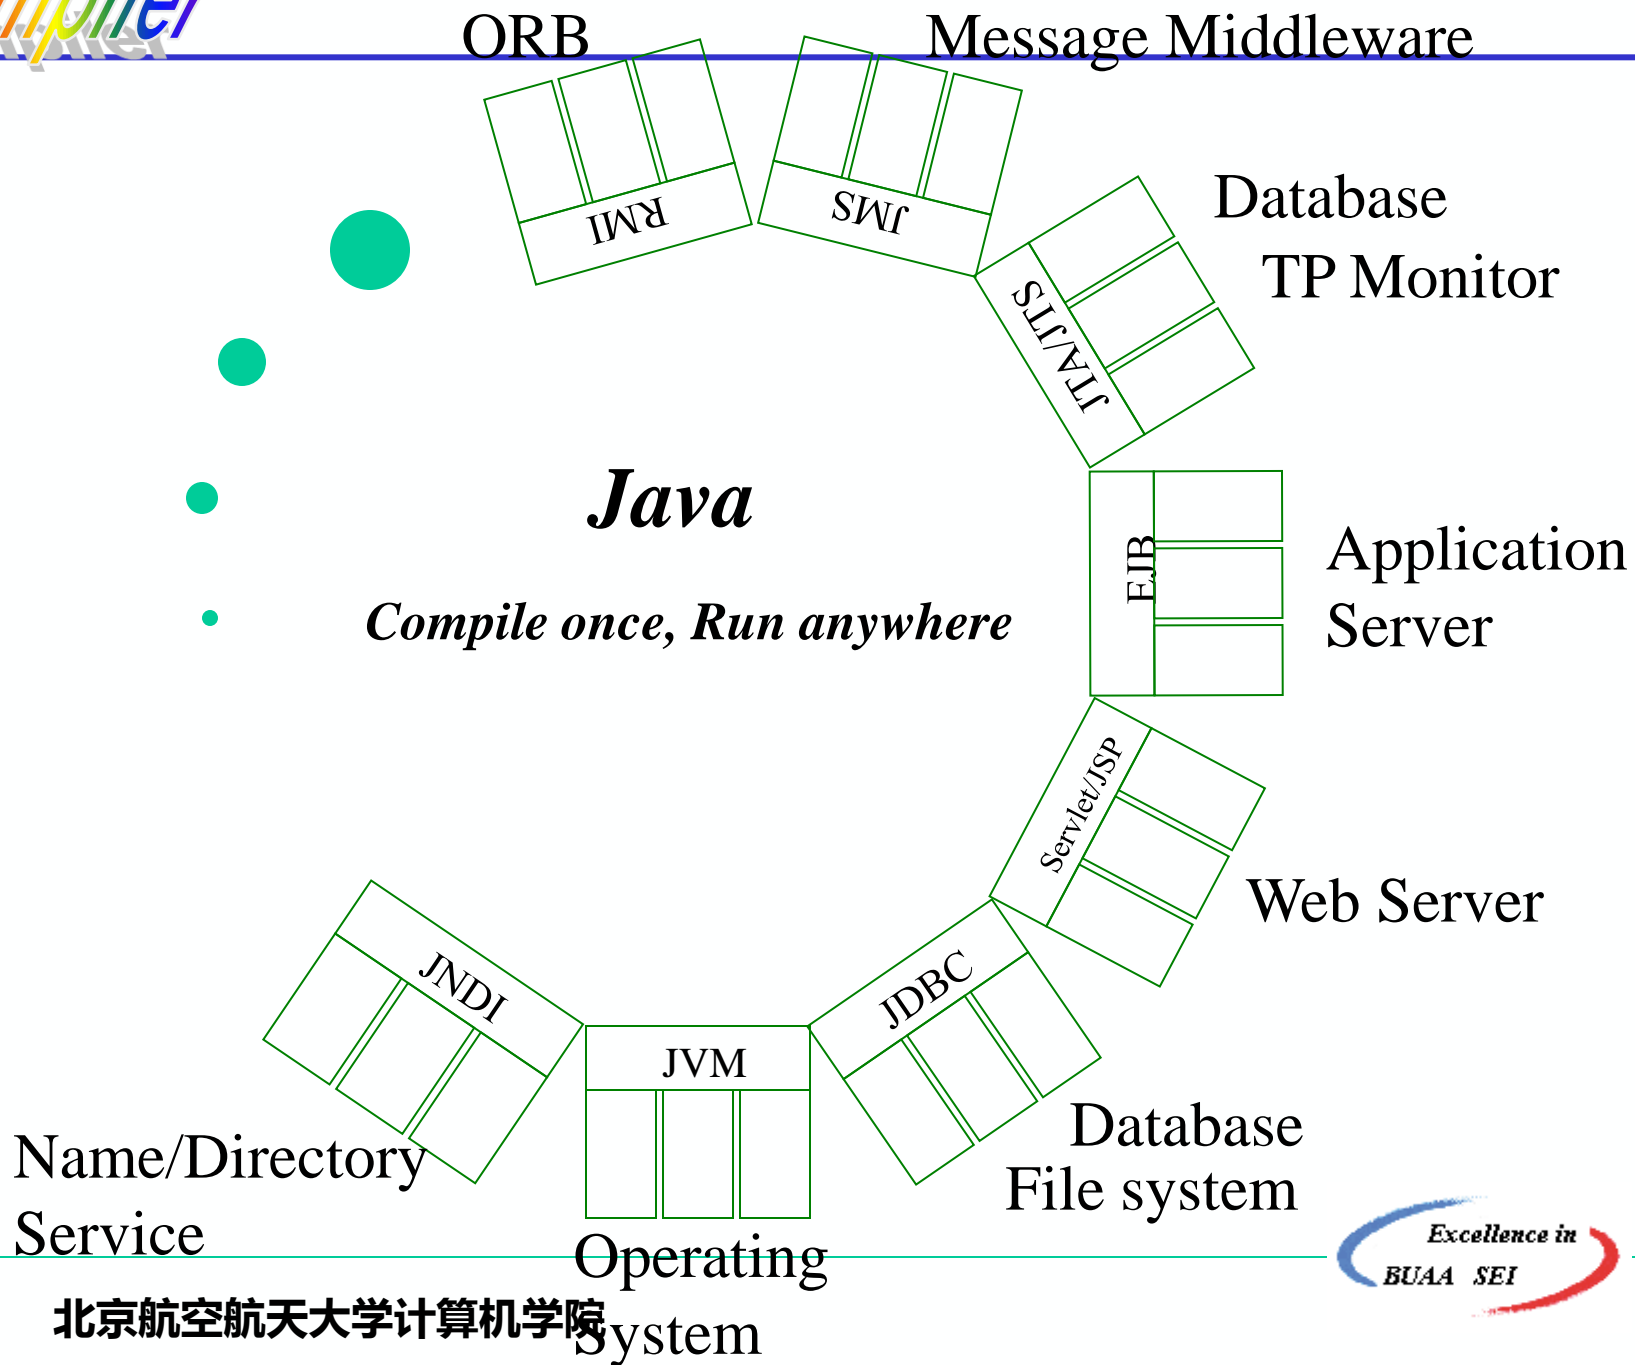 ORB
Message Middleware
RMI
JMS
Database
TP Monitor
JTA/JTS
Java
Compile once, Run anywhere
EJB
Application
Server
Servlet/JSP
Web Server
JNDI
JDBC
JVM
Database
File system
Name/Directory
Service
Operating
System
Excellence in
BUAA SEI
北京航空航天大学计算机学院